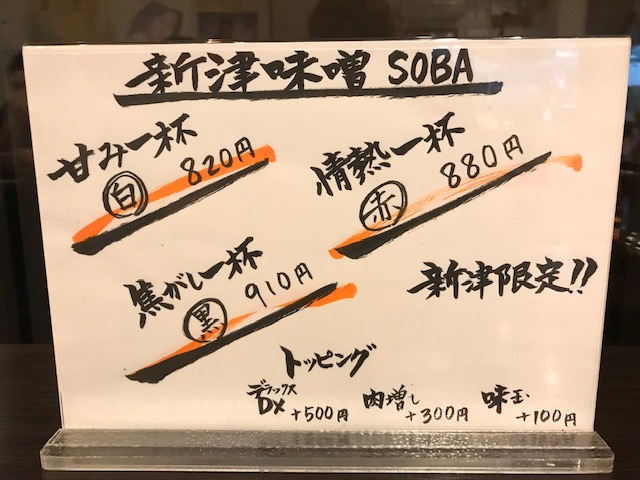 新津味噌 SOBA
甘み一杯
白 820円
情熱一杯
赤 880円
焦がし一杯
黒 910円
新津限定!!
トッピング
デラックス
DX +500円
肉増し +300円
味玉 +100円